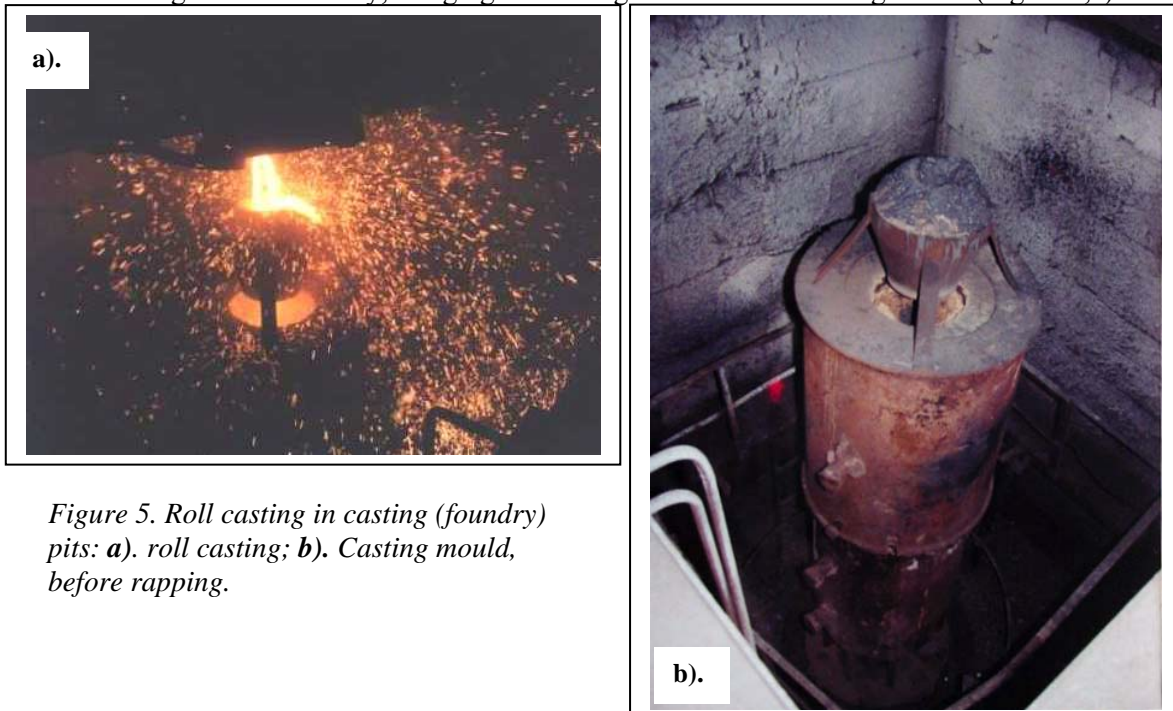 a).
Figure 5. Roll casting in casting (foundry)
pits: a). roll casting; b). Casting mould,
before rapping.
b).